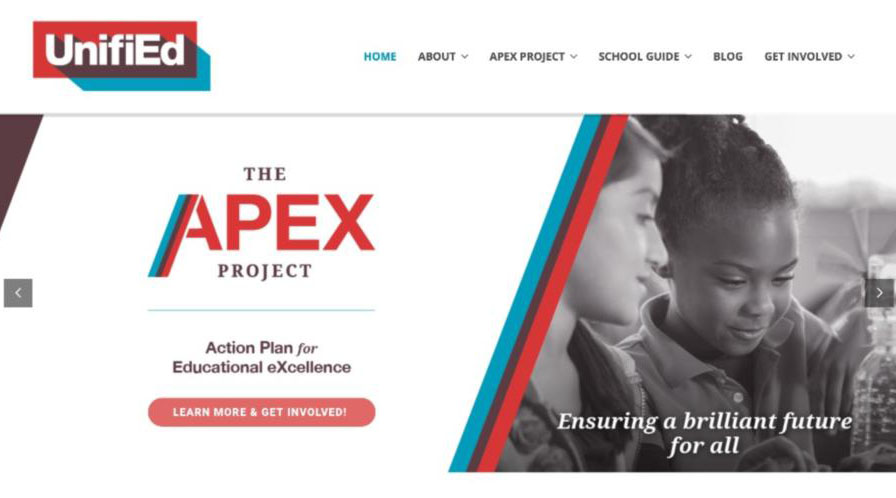 UnifiEd
HOME ABOUT APEX PROJECT SCHOOL GUIDE BLOG GET INVOLVED
THE
APEX
PROJECT
Action Plan for
Educational eXcellence
LEARN MORE & GET INVOLVED!
Ensuring a brilliant future
for all